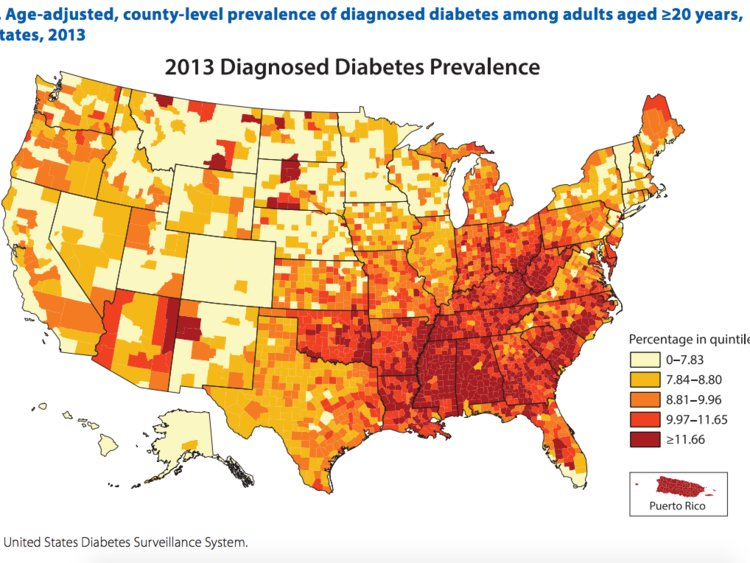 . Age-adjusted, county-level prevalence of diagnosed diabetes among adults aged ≥20 years,
tates, 2013
2013 Diagnosed Diabetes Prevalence
Percentage in quintile
0–7.83
7.84–8.80
8.81–9.96
9.97–11.65
≥11.66
Puerto Rico
United States Diabetes Surveillance System.